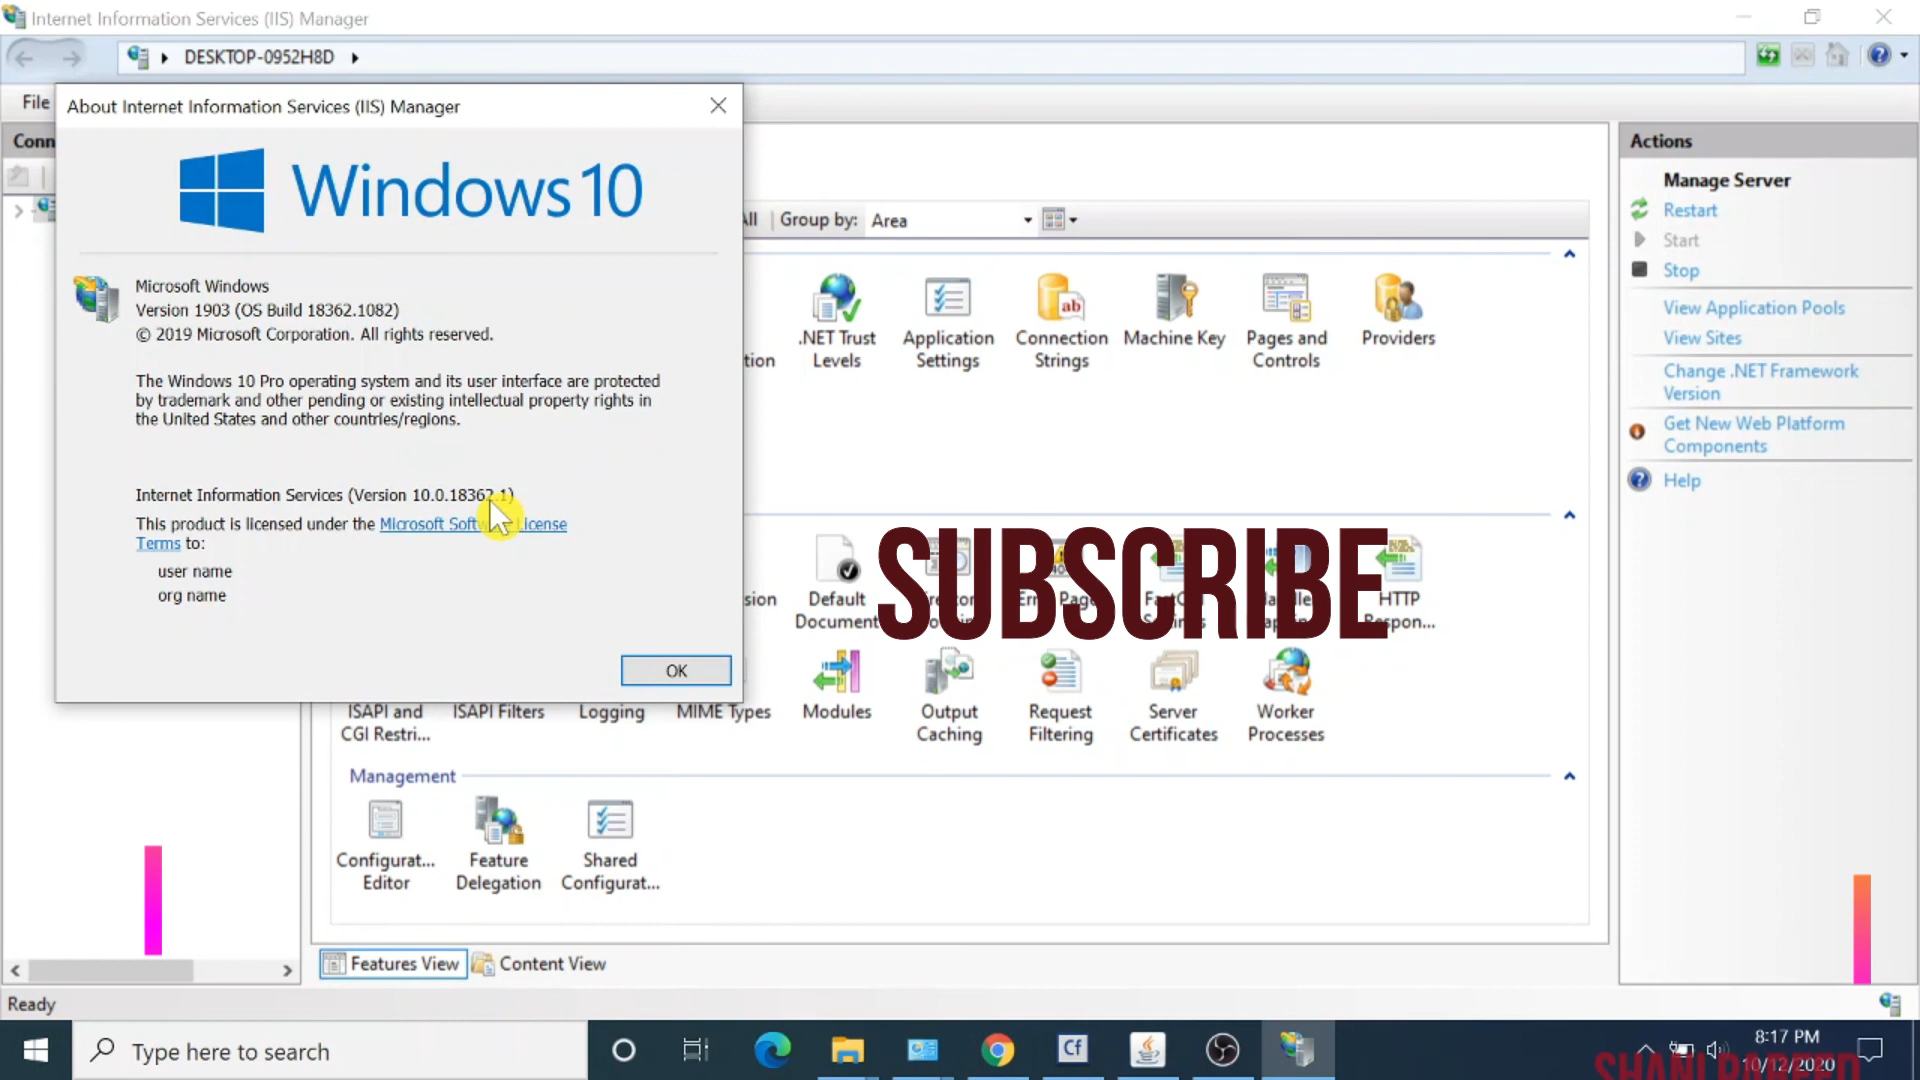 Internet Information Services (IIS) Manager
DESKTOP-0952H8D
File
About Internet Information Services (IIS) Manager
Conn
Windows 10
Microsoft Windows
Version 1903 (OS Build 18362.1082)
© 2019 Microsoft Corporation. All rights reserved.
The Windows 10 Pro operating system and its user interface are protected
by trademark and other pending or existing intellectual property rights in
the United States and other countries/regions.
Internet Information Services (Version 10.0.18362.1)
This product is licensed under the Microsoft Soft License
Terms to:
user name
org name
OK
All Group by: Area
tion
.NET Trust
Levels
Application
Settings
Connection
Strings
Machine Key
Pages and
Controls
Providers
sion
Default
Document
HTTP
Respon...
SUBSCRIBE
ISAPI and
CGI Restri...
ISAPI Filters
Logging
MIME Types
Modules
Output
Caching
Request
Filtering
Server
Certificates
Worker
Processes
Management
Configurat...
Editor
Feature
Delegation
Shared
Configurat...
Features View
Content View
Actions
Manage Server
Restart
Start
Stop
View Application Pools
View Sites
Change .NET Framework
Version
Get New Web Platform
Components
Help
Ready
Type here to search
Cf
8:17 PM
10/12/2020